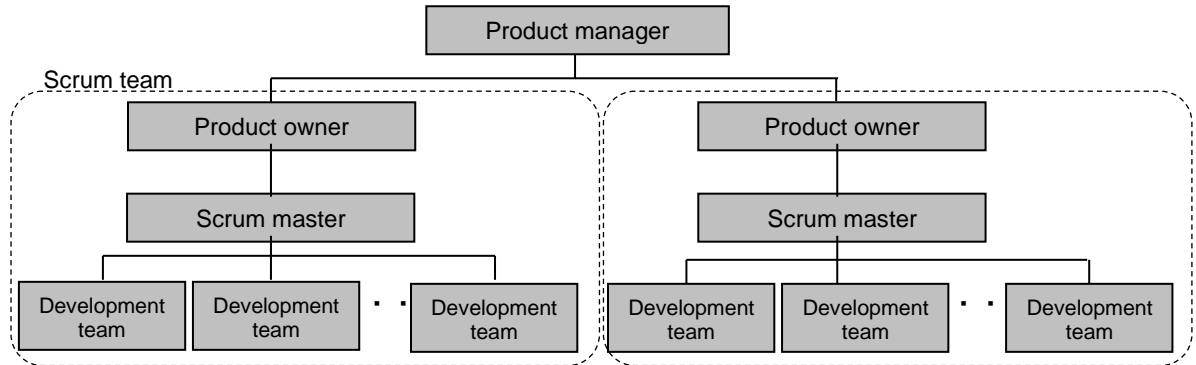 Product manager
Scrum team
Product owner
Product owner
Scrum master
Scrum master
Development
team
Development
team
. .
Development
team
Development
team
Development
team
. .
Development
team